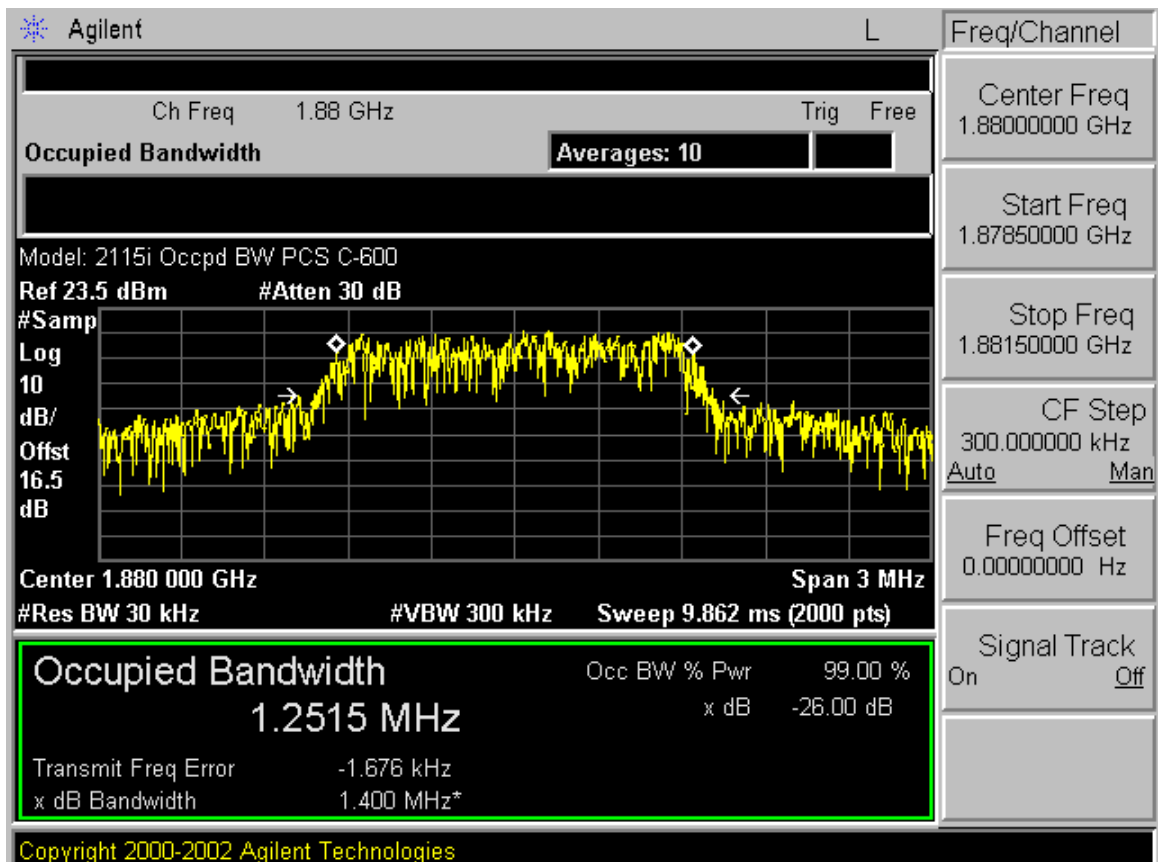 Agilent L
Freq/Channel
Ch Freq 1.88 GHz Trig Free
Occupied Bandwidth Averages: 10
Model: 2115i Occpd BW PCS C-600
Ref 23.5 dBm #Atten 30 dB
#Samp
Log
10
dB/
Offst
16.5
dB
Center 1.880 000 GHz Span 3 MHz
#Res BW 30 kHz #VBW 300 kHz Sweep 9.862 ms (2000 pts)
Occupied Bandwidth
1.2515 MHz
Occ BW % Pwr 99.00 %
x dB -26.00 dB
Transmit Freq Error -1.676 kHz
x dB Bandwidth 1.400 MHz*
Center Freq
1.88000000 GHz
Start Freq
1.87850000 GHz
Stop Freq
1.88150000 GHz
CF Step
300.000000 kHz
Auto Man
Freq Offset
0.00000000 Hz
Signal Track
On Off
Copyright 2000-2002 Agilent Technologies